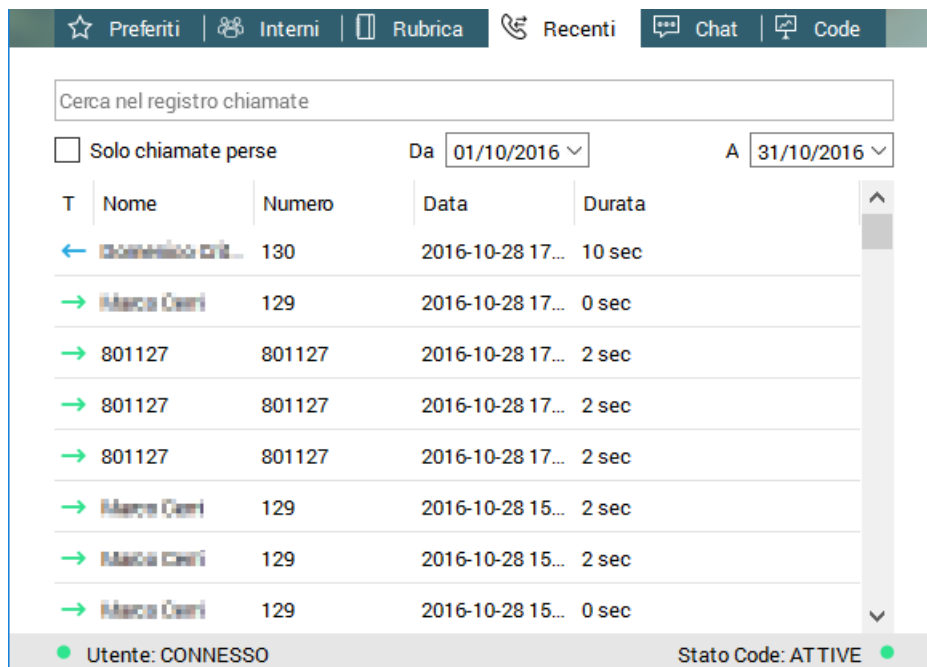 Preferiti Interni Rubrica Recenti Chat Code
Cerca nel registro chiamate
Solo chiamate perse Da 01/10/2016 A 31/10/2016
T Nome Numero Data Durata
130 2016-10-28 17... 10 sec
129 2016-10-28 17... 0 sec
801127 801127 2016-10-28 17... 2 sec
801127 801127 2016-10-28 17... 2 sec
801127 801127 2016-10-28 17... 2 sec
129 2016-10-28 15... 2 sec
129 2016-10-28 15... 2 sec
129 2016-10-28 15... 0 sec
Utente: CONNESSO Stato Code: ATTIVE